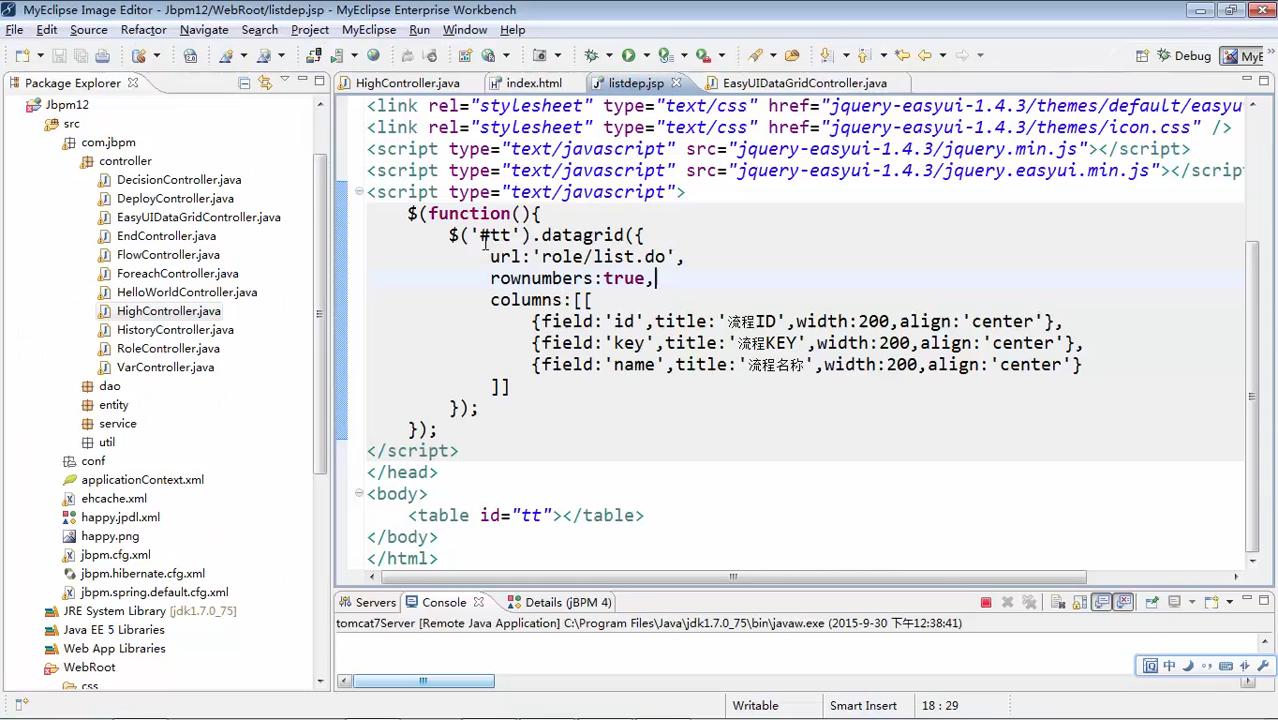 MyEclipse Image Editor - Jbpm12/WebRoot/listdep.jsp - MyEclipse Enterprise Workbench
File Edit Source Refactor Navigate Search Project MyEclipse Run Window Help
Debug MyE
Package Explorer
HighController.java index.html listdep.jsp EasyUIDataGridController.java
Jbpm12
src
com.jbpm
controller
DecisionController.java
DeployController.java
EasyUIDataGridController.java
EndController.java
FlowController.java
ForeachController.java
HelloWorldController.java
HighController.java
HistoryController.java
RoleController.java
VarController.java
dao
entity
service
util
conf
applicationContext.xml
ehcache.xml
happy.jpdl.xml
happy.png
jbpm.cfg.xml
jbpm.hibernate.cfg.xml
jbpm.spring.default.cfg.xml
JRE System Library [jdk1.7.0_75]
Java EE 5 Libraries
Web App Libraries
WebRoot
css
<link rel="stylesheet" type="text/css" href="jquery-easyui-1.4.3/themes/default/easyu
<link rel="stylesheet" type="text/css" href="jquery-easyui-1.4.3/themes/icon.css" />
<script type="text/javascript" src="jquery-easyui-1.4.3/jquery.min.js"></script>
<script type="text/javascript" src="jquery-easyui-1.4.3/jquery.easyui.min.js"></script
<script type="text/javascript">
$(function(){
$('#tt').datagrid({
url:'role/list.do',
rownumbers:true,
columns:[[
{field:'id',title:'流程ID',width:200,align:'center'},
{field:'key',title:'流程KEY',width:200,align:'center'},
{field:'name',title:'流程名称',width:200,align:'center'}
]]
});
});
</script>
</head>
<body>
<table id="tt"></table>
</body>
</html>
Servers Console Details (jBPM 4)
tomcat7Server [Remote Java Application] C:\Program Files\Java\jdk1.7.0_75\bin\javaw.exe (2015-9-30 下午12:38:41)
中
Writable Smart Insert 18 : 29